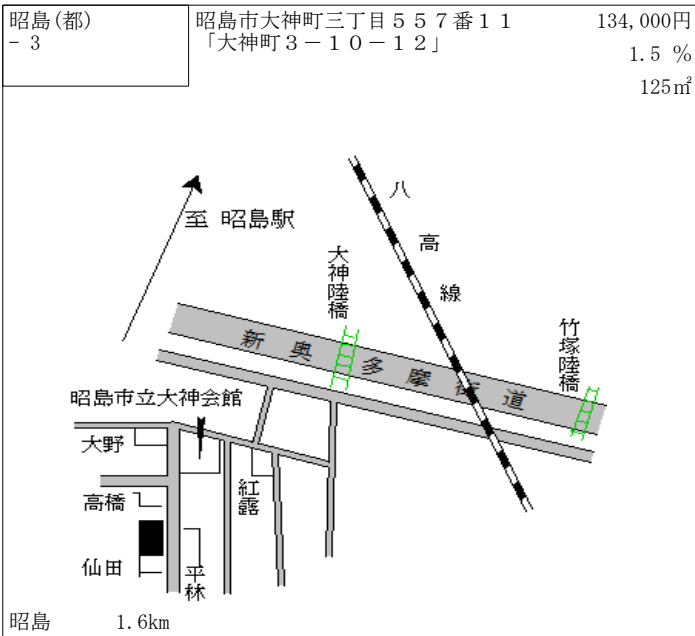 昭島(都)
- 3
昭島市大神町三丁目５５７番１１
「大神町３－１０－１２」
134,000円
1.5 %
125㎡
八高線
至 昭島駅
大神陸橋
竹塚陸橋
新奥多摩街道
昭島市立大神会館
大野
紅露
高橋
仙田
平林
昭島 1.6km